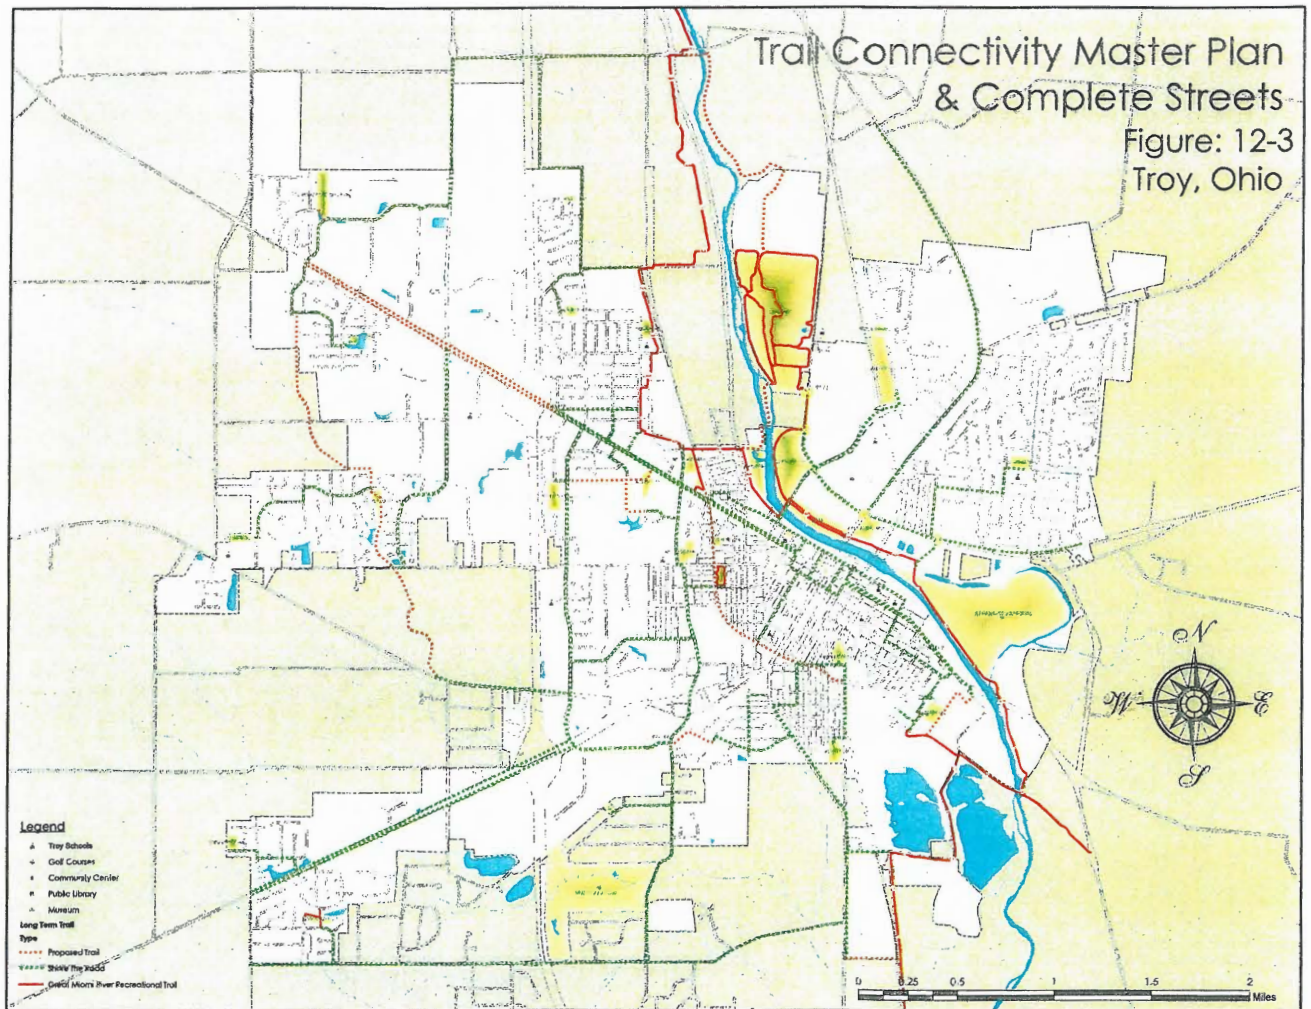 Trail Connectivity Master Plan
& Complete Streets
Figure: 12-3
Troy, Ohio
N
W
E
S
Legend
Troy Schools
Golf Courses
Community Center
Public Library
Museum
Long Term Trail
Type
Proposed Trail
Share The Road
Great Miami River Recreational Trail
0 0.25 0.5 1 1.5 2
Miles